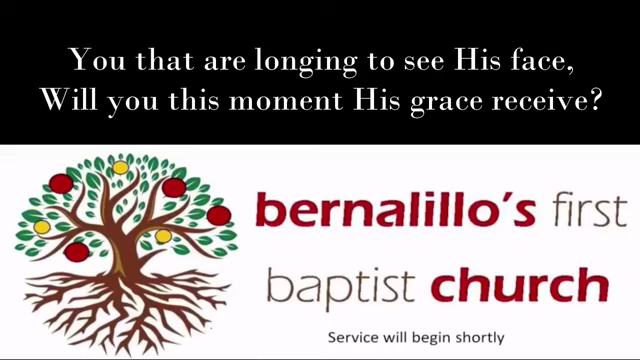 You that are longing to see His face,
Will you this moment His grace receive?
bernalillo's first
baptist church
Service will begin shortly